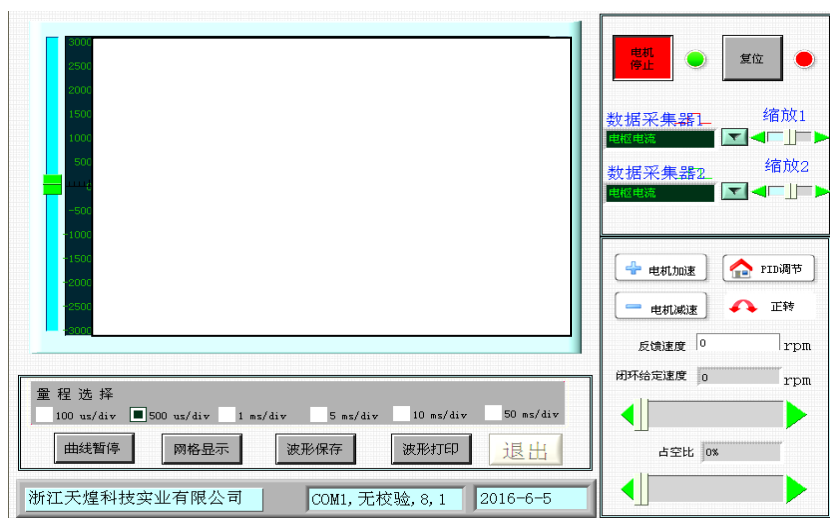 3000
2500
2000
1500
1000
500
0
-500
-1000
-1500
-2000
-2500
-3000
电机
停止
复位
数据采集器1
缩放1
电枢电流
数据采集器2
缩放2
电枢电流
电机加速
PID调节
电机减速
正转
反馈速度 0 rpm
闭环给定速度 0 rpm
占空比 0%
量 程 选 择
100 us/div 500 us/div 1 ms/div 5 ms/div 10 ms/div 50 ms/div
曲线暂停 网格显示 波形保存 波形打印 退出
浙江天煌科技实业有限公司 COM1,无校验,8,1 2016-6-5